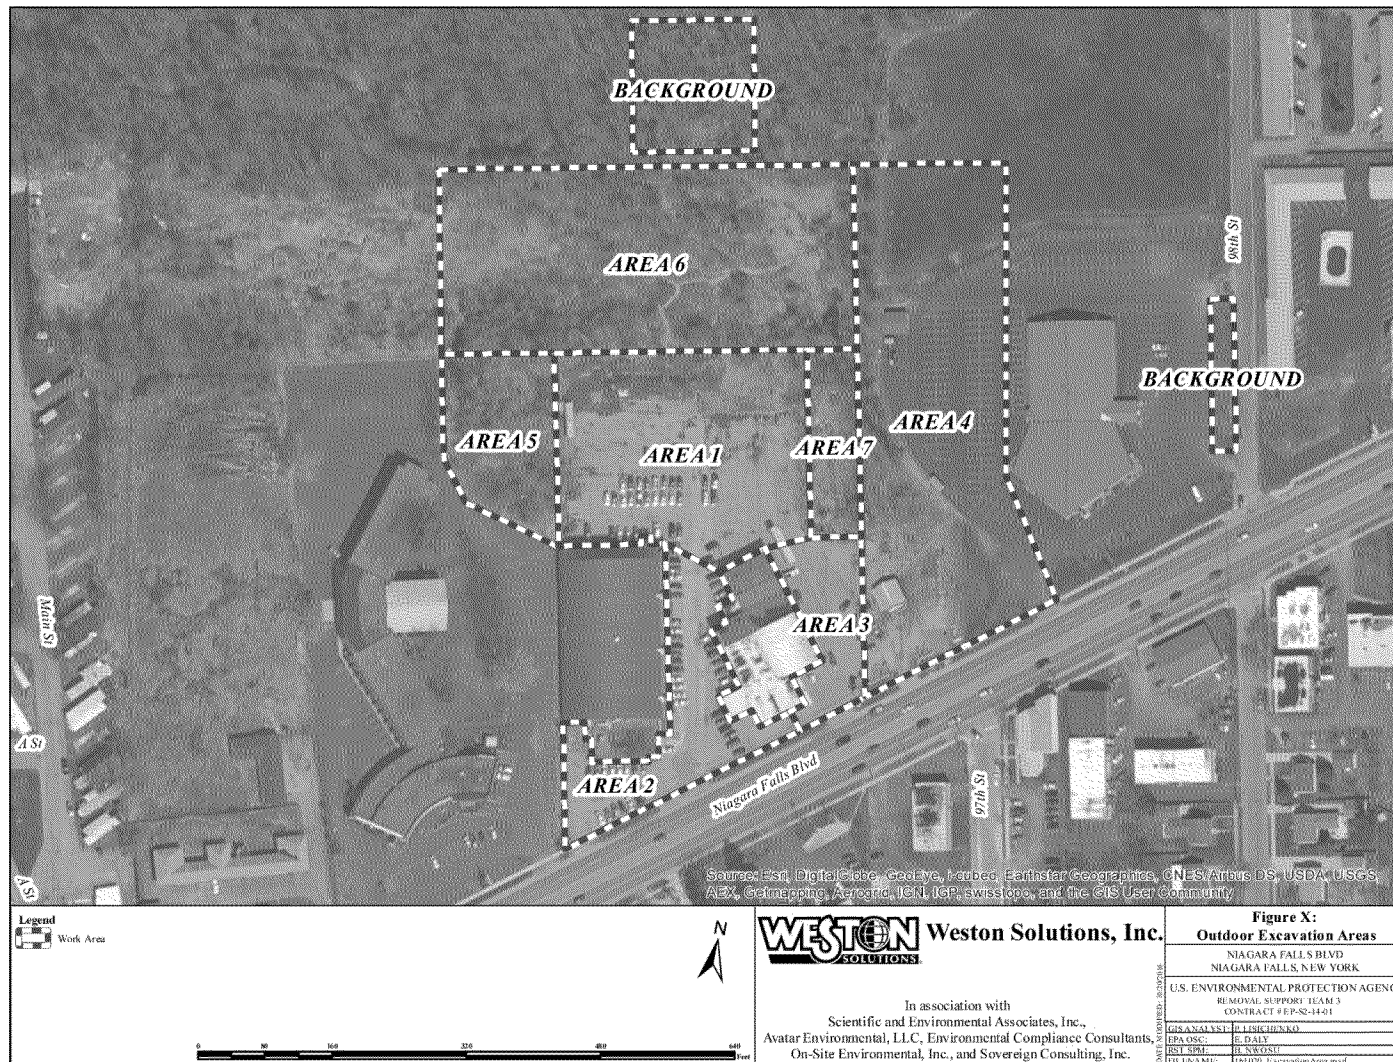 BACKGROUND
98th St
AREA 6
BACKGROUND
AREA 5
AREA 1
AREA 7
AREA 4
Main St
AREA 3
A St
AREA 2
Niagara Falls Blvd
97th St
A St
Source: Esri, DigitalGlobe, GeoEye, i-cubed, Earthstar Geographics, CNES/Airbus DS, USDA, USGS,
AEX, Getmapping, Aerogrid, IGN, IGP, swisstopo, and the GIS User Community
Legend
Work Area
N
0 80 160 320 480 640
Feet
WESTON
SOLUTIONS
Weston Solutions, Inc.
In association with
Scientific and Environmental Associates, Inc.,
Avatar Environmental, LLC, Environmental Compliance Consultants,
On-Site Environmental, Inc., and Sovereign Consulting, Inc.
Figure X:
Outdoor Excavation Areas
NIAGARA FALLS BLVD
NIAGARA FALLS, NEW YORK
U.S. ENVIRONMENTAL PROTECTION AGENC
REMOVAL SUPPORT TEAM 3
CONTRACT # EP-S2-14-01
GIS ANALYST: P. LISICHENKO
EPA OSC: E. DALY
RST SPM: B. NWOSU